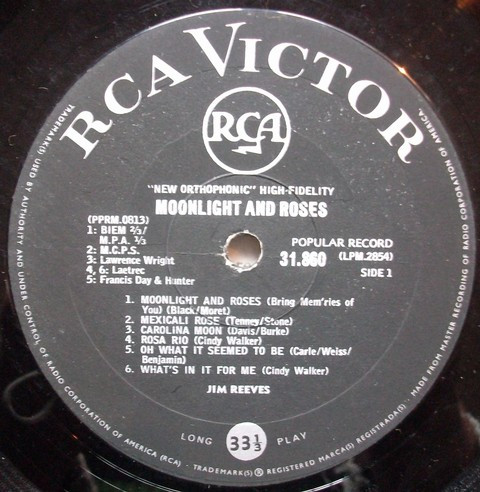 RCA VICTOR
RCA
"NEW ORTHOPHONIC" HIGH-FIDELITY
MOONLIGHT AND ROSES
(PPRM.0813)
1: BIEM 2/3/
M.P.A. 1/3
2: M.C.P.S.
3: Lawrence Wright
4, 6: Laetrec
5: Francis Day & Hunter
POPULAR RECORD
31.860 (LPM.2854)
SIDE 1
1. MOONLIGHT AND ROSES (Bring Mem'ries of
You) (Black/Moret)
2. MEXICALI ROSE (Tenney/Stone)
3. CAROLINA MOON (Davis/Burke)
4. ROSA RIO (Cindy Walker)
5. OH WHAT IT SEEMED TO BE (Carle/Weiss/
Benjamin)
6. WHAT'S IN IT FOR ME (Cindy Walker)
JIM REEVES
LONG 33 1/3 PLAY
TRADEMARK(S) USED BY AUTHORITY AND UNDER CONTROL OF RADIO CORPORATION OF AMERICA (RCA) - TRADEMARK(S) ® REGISTERED MARCA(S) REGISTRADA(S). MADE FROM MASTER RECORDING OF RADIO CORPORATION OF AMERICA.